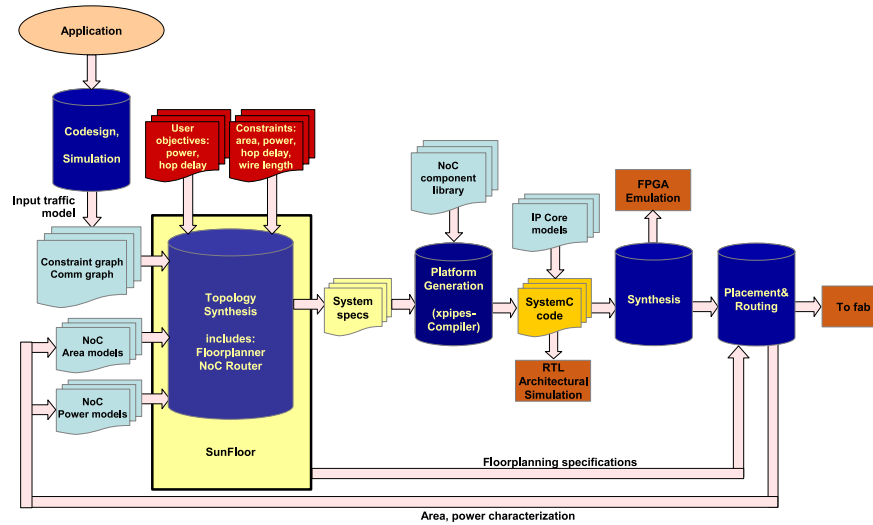 Application
Codesign,
Simulation
Input traffic
model
User
objectives:
power,
hop delay
Constraints:
area, power,
hop delay,
wire length
Constraint graph
Comm graph
NoC
Area models
NoC
Power models
Topology
Synthesis
includes:
Floorplanner
NoC Router
SunFloor
System
specs
NoC
component
library
Platform
Generation
(xpipes-
Compiler)
IP Core
models
SystemC
code
RTL
Architectural
Simulation
FPGA
Emulation
Synthesis
Placement&
Routing
To fab
Floorplanning specifications
Area, power characterization